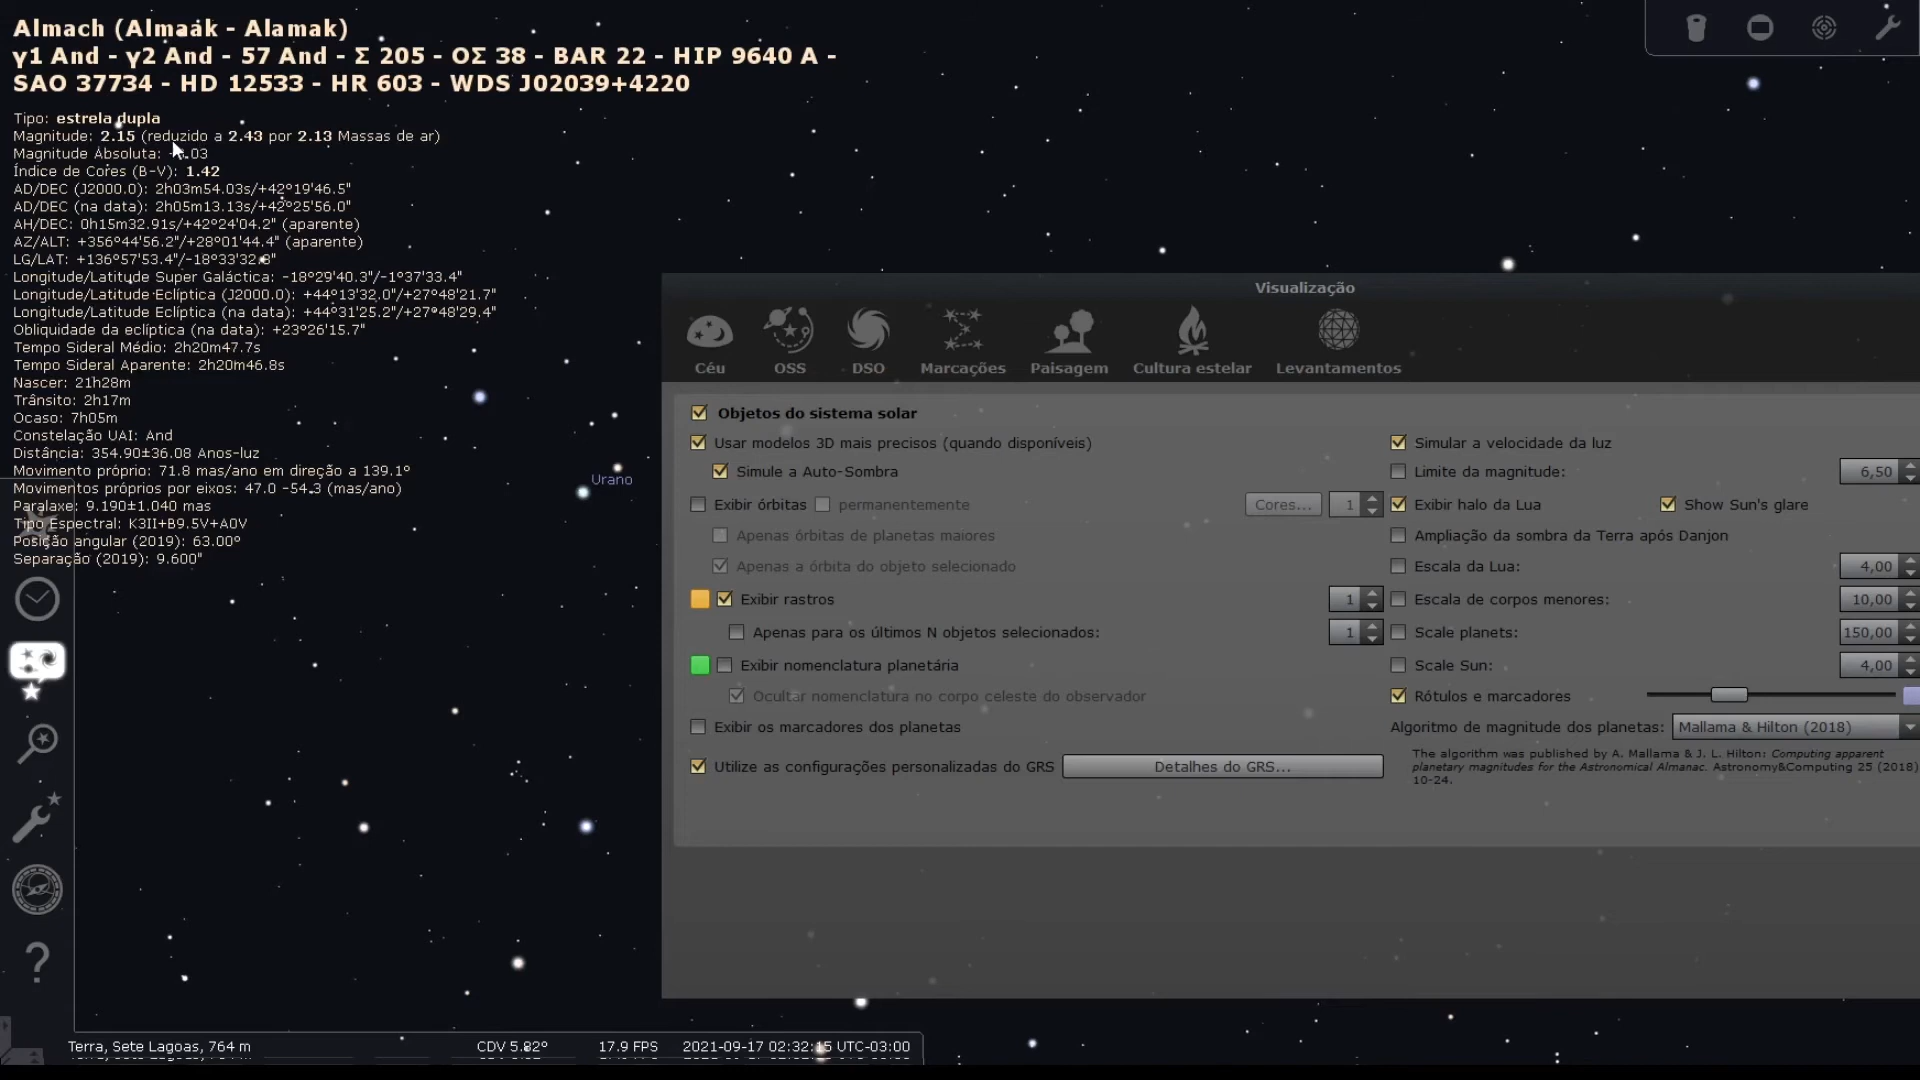 Almach (Almaak - Alamak)
γ1 And - γ2 And - 57 And - Σ 205 - OΣ 38 - BAR 22 - HIP 9640 A -
SAO 37734 - HD 12533 - HR 603 - WDS J02039+4220
Tipo: estrela dupla
Magnitude: 2.15 (reduzido a 2.43 por 2.13 Massas de ar)
Magnitude Absoluta: .03
Índice de Cores (B-V): 1.42
AD/DEC (J2000.0): 2h03m54.03s/+42°19'46.5"
AD/DEC (na data): 2h05m13.13s/+42°25'56.0"
AH/DEC: 0h15m32.91s/+42°24'04.2" (aparente)
AZ/ALT: +356°44'56.2"/+28°01'44.4" (aparente)
LG/LAT: +136°57'53.4"/-18°33'32.8"
Longitude/Latitude Super Galáctica: -18°29'40.3"/-1°37'33.4"
Longitude/Latitude Eclíptica (J2000.0): +44°13'32.0"/+27°48'21.7"
Longitude/Latitude Eclíptica (na data): +44°31'25.2"/+27°48'29.4"
Obliquidade da eclíptica (na data): +23°26'15.7"
Tempo Sideral Médio: 2h20m47.7s
Tempo Sideral Aparente: 2h20m46.8s
Nascer: 21h28m
Trânsito: 2h17m
Ocaso: 7h05m
Constelação UAI: And
Distância: 354.90±36.08 Anos-luz
Movimento próprio: 71.8 mas/ano em direção a 139.1°
Movimentos próprios por eixos: 47.0 -54.3 (mas/ano)
Paralaxe: 9.190±1.040 mas
Tipo Espectral: K3II+B9.5V+A0V
Posição angular (2019): 63.00°
Separação (2019): 9.600"
Urano
Visualização
Céu OSS DSO Marcações Paisagem Cultura estelar Levantamentos
Objetos do sistema solar
Usar modelos 3D mais precisos (quando disponíveis) Simular a velocidade da luz
Simule a Auto-Sombra Limite da magnitude: 6,50
Exibir órbitas permanentemente Cores... 1 Exibir halo da Lua Show Sun's glare
Apenas órbitas de planetas maiores Ampliação da sombra da Terra após Danjon
Apenas a órbita do objeto selecionado Escala da Lua: 4,00
Exibir rastros 1 Escala de corpos menores: 10,00
Apenas para os últimos N objetos selecionados: 1 Scale planets: 150,00
Exibir nomenclatura planetária Scale Sun: 4,00
Ocultar nomenclatura no corpo celeste do observador Rótulos e marcadores
Exibir os marcadores dos planetas Algoritmo de magnitude dos planetas: Mallama & Hilton (2018)
Utilize as configurações personalizadas do GRS Detalhes do GRS...
The algorithm was published by A. Mallama & J. L. Hilton: Computing apparent
planetary magnitudes for the Astronomical Almanac. Astronomy&Computing 25 (2018)
10-24.
Terra, Sete Lagoas, 764 m CDV 5.82° 17.9 FPS 2021-09-17 02:32:15 UTC-03:00